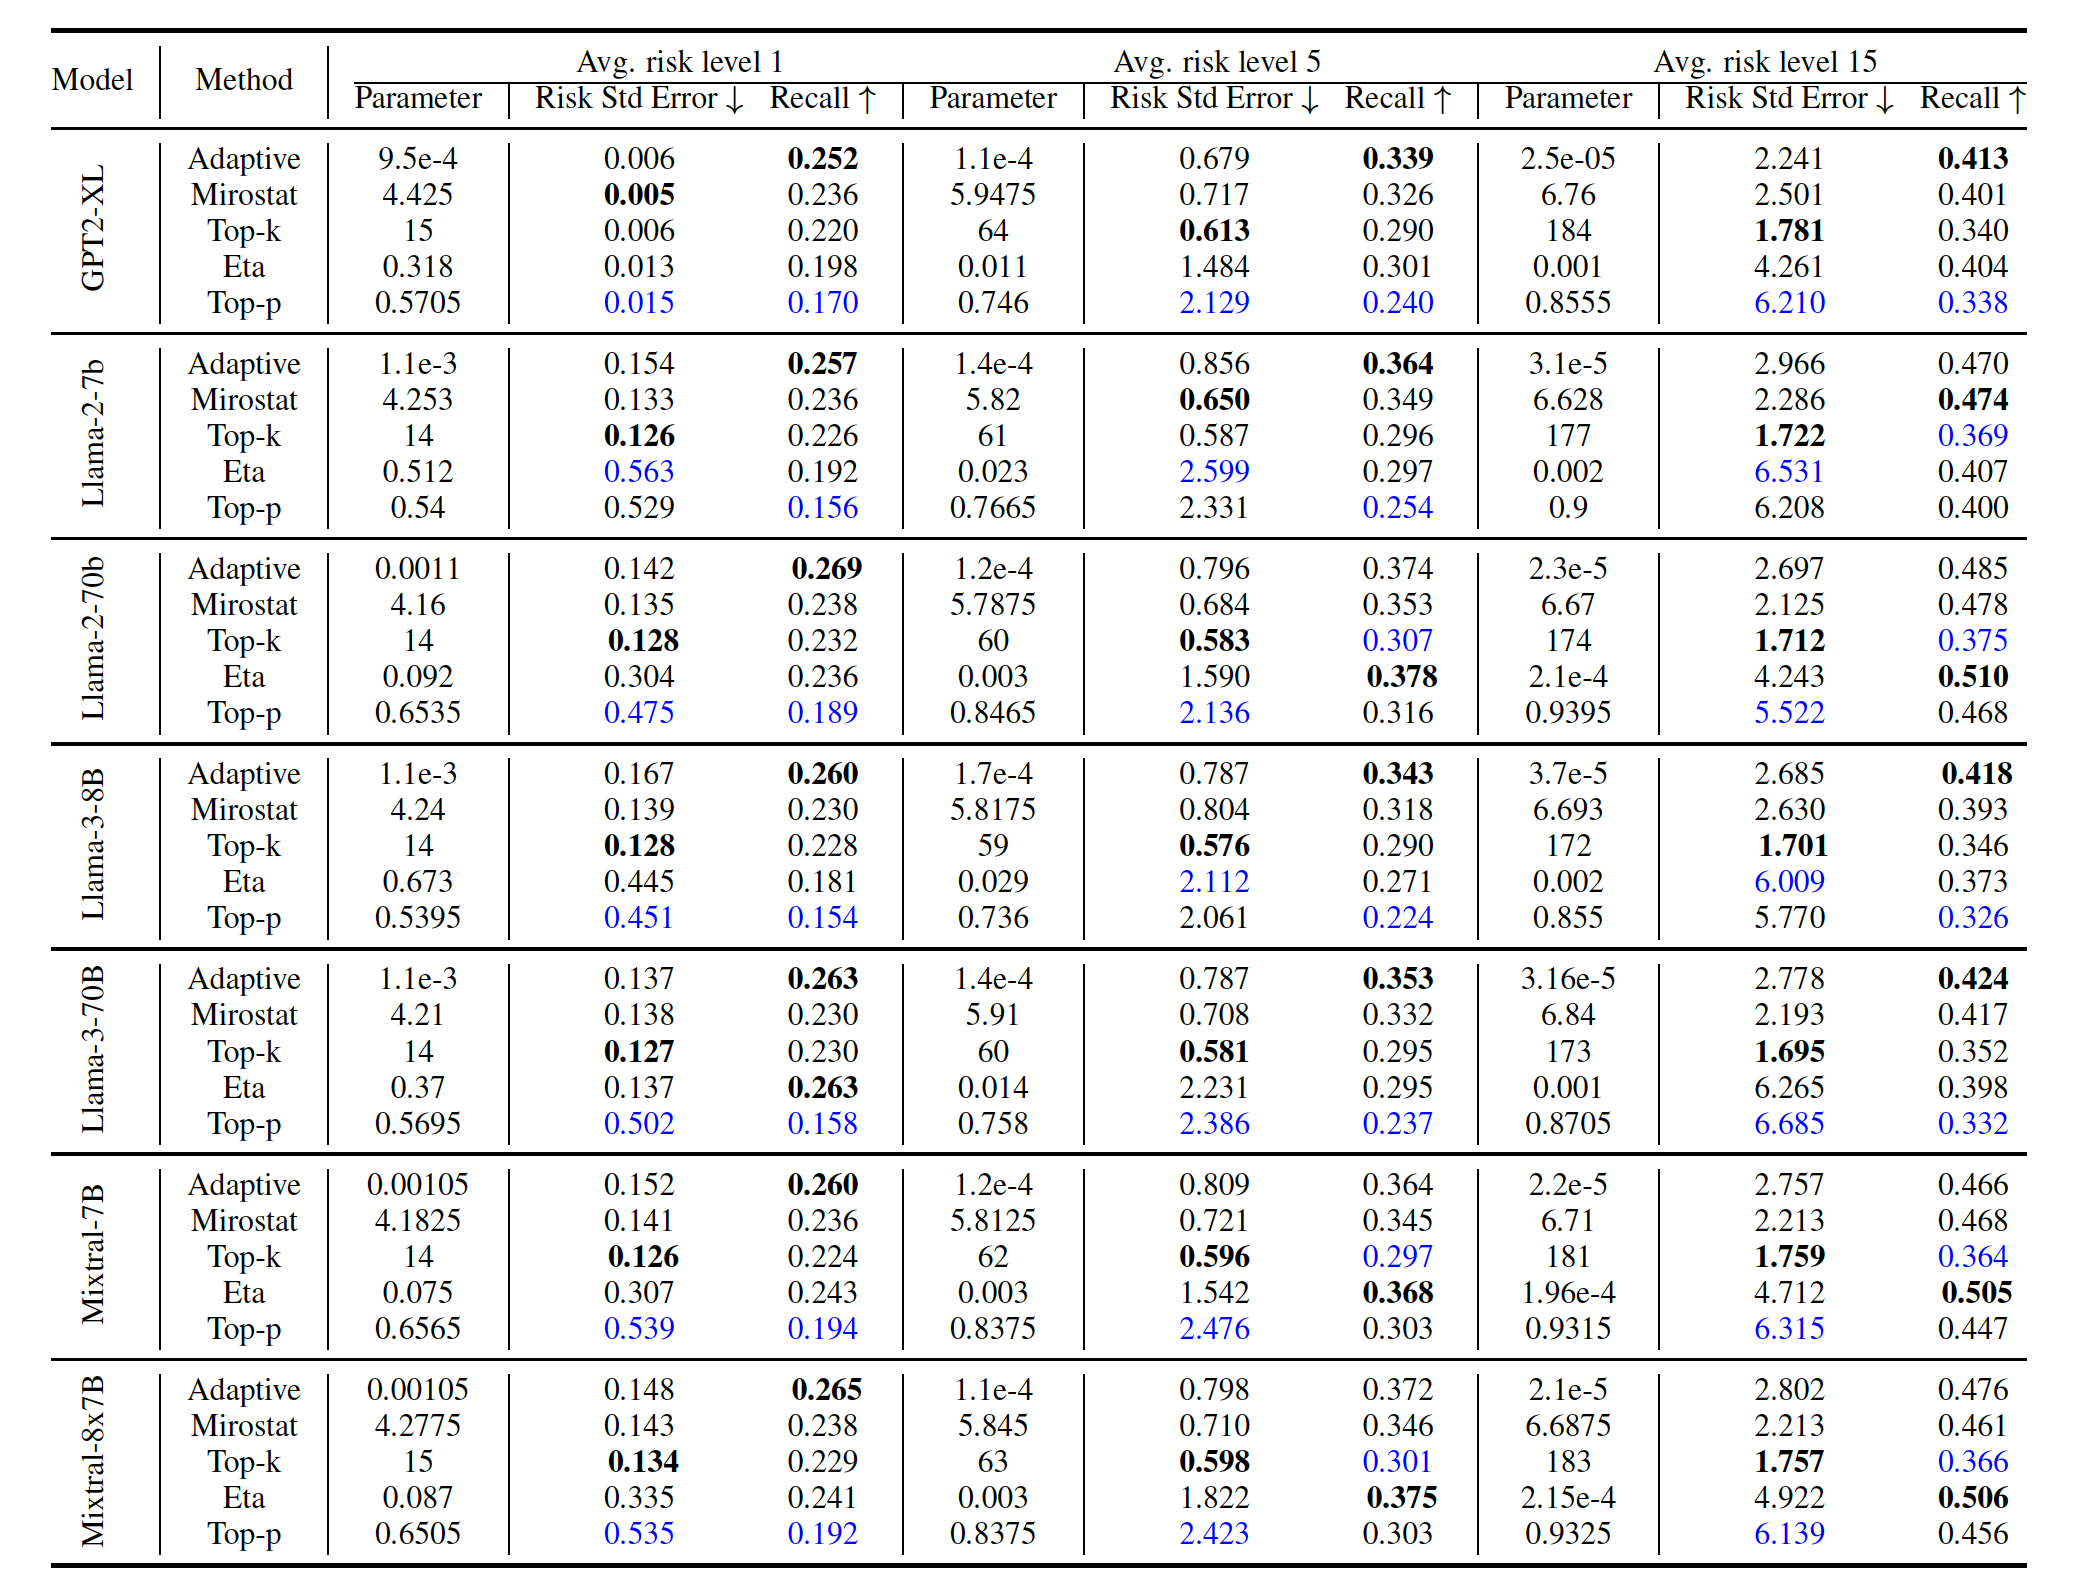 Avg. risk level 1 Avg. risk level 5 Avg. risk level 15
Model Method
Parameter Risk Std Error ↓ Recall ↑ Parameter Risk Std Error ↓ Recall ↑ Parameter Risk Std Error ↓ Recall ↑
GPT2-XL
Adaptive 9.5e-4 0.006 0.252 1.1e-4 0.679 0.339 2.5e-05 2.241 0.413
Mirostat 4.425 0.005 0.236 5.9475 0.717 0.326 6.76 2.501 0.401
Top-k 15 0.006 0.220 64 0.613 0.290 184 1.781 0.340
Eta 0.318 0.013 0.198 0.011 1.484 0.301 0.001 4.261 0.404
Top-p 0.5705 0.015 0.170 0.746 2.129 0.240 0.8555 6.210 0.338
Llama-2-7b
Adaptive 1.1e-3 0.154 0.257 1.4e-4 0.856 0.364 3.1e-5 2.966 0.470
Mirostat 4.253 0.133 0.236 5.82 0.650 0.349 6.628 2.286 0.474
Top-k 14 0.126 0.226 61 0.587 0.296 177 1.722 0.369
Eta 0.512 0.563 0.192 0.023 2.599 0.297 0.002 6.531 0.407
Top-p 0.54 0.529 0.156 0.7665 2.331 0.254 0.9 6.208 0.400
Llama-2-70b
Adaptive 0.0011 0.142 0.269 1.2e-4 0.796 0.374 2.3e-5 2.697 0.485
Mirostat 4.16 0.135 0.238 5.7875 0.684 0.353 6.67 2.125 0.478
Top-k 14 0.128 0.232 60 0.583 0.307 174 1.712 0.375
Eta 0.092 0.304 0.236 0.003 1.590 0.378 2.1e-4 4.243 0.510
Top-p 0.6535 0.475 0.189 0.8465 2.136 0.316 0.9395 5.522 0.468
Llama-3-8B
Adaptive 1.1e-3 0.167 0.260 1.7e-4 0.787 0.343 3.7e-5 2.685 0.418
Mirostat 4.24 0.139 0.230 5.8175 0.804 0.318 6.693 2.630 0.393
Top-k 14 0.128 0.228 59 0.576 0.290 172 1.701 0.346
Eta 0.673 0.445 0.181 0.029 2.112 0.271 0.002 6.009 0.373
Top-p 0.5395 0.451 0.154 0.736 2.061 0.224 0.855 5.770 0.326
Llama-3-70B
Adaptive 1.1e-3 0.137 0.263 1.4e-4 0.787 0.353 3.16e-5 2.778 0.424
Mirostat 4.21 0.138 0.230 5.91 0.708 0.332 6.84 2.193 0.417
Top-k 14 0.127 0.230 60 0.581 0.295 173 1.695 0.352
Eta 0.37 0.137 0.263 0.014 2.231 0.295 0.001 6.265 0.398
Top-p 0.5695 0.502 0.158 0.758 2.386 0.237 0.8705 6.685 0.332
Mixtral-7B
Adaptive 0.00105 0.152 0.260 1.2e-4 0.809 0.364 2.2e-5 2.757 0.466
Mirostat 4.1825 0.141 0.236 5.8125 0.721 0.345 6.71 2.213 0.468
Top-k 14 0.126 0.224 62 0.596 0.297 181 1.759 0.364
Eta 0.075 0.307 0.243 0.003 1.542 0.368 1.96e-4 4.712 0.505
Top-p 0.6565 0.539 0.194 0.8375 2.476 0.303 0.9315 6.315 0.447
Mixtral-8x7B
Adaptive 0.00105 0.148 0.265 1.1e-4 0.798 0.372 2.1e-5 2.802 0.476
Mirostat 4.2775 0.143 0.238 5.845 0.710 0.346 6.6875 2.213 0.461
Top-k 15 0.134 0.229 63 0.598 0.301 183 1.757 0.366
Eta 0.087 0.335 0.241 0.003 1.822 0.375 2.15e-4 4.922 0.506
Top-p 0.6505 0.535 0.192 0.8375 2.423 0.303 0.9325 6.139 0.456